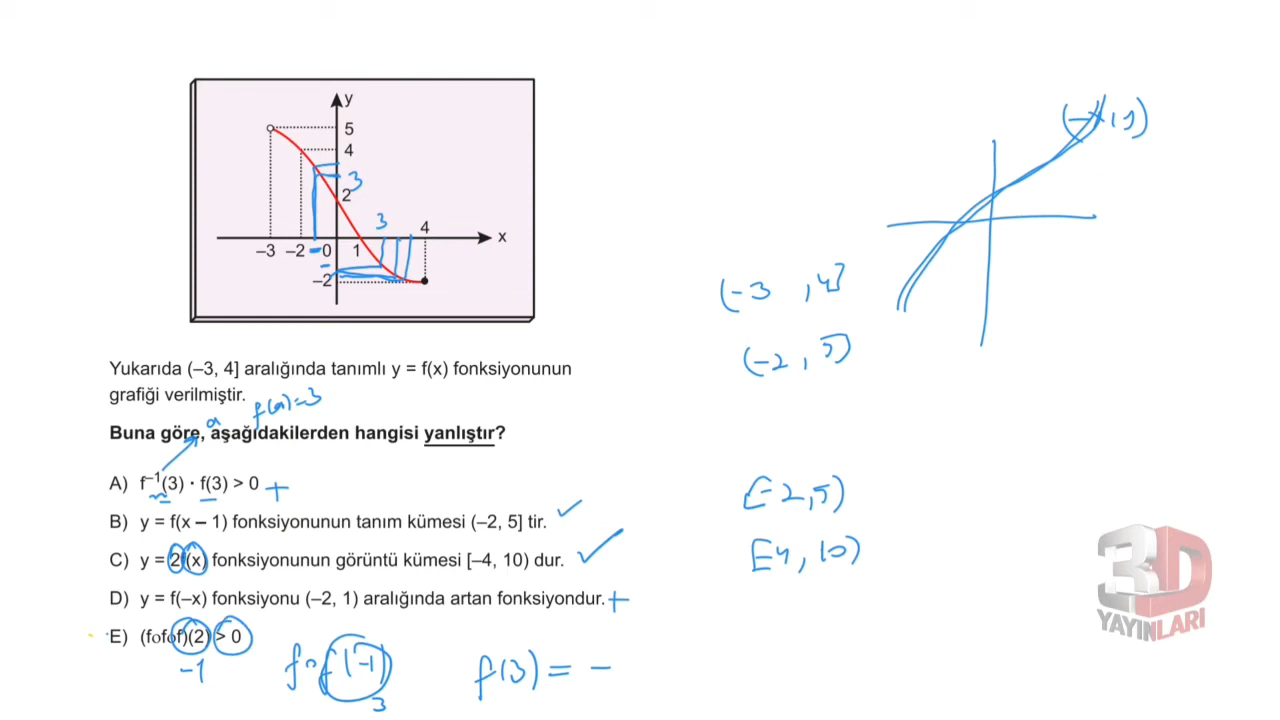 y
5
4
3
2
3
4
–3 –2 0 1 x
–2
(-3 , 4]
(-2 , 5)
Yukarıda (–3, 4] aralığında tanımlı y = f(x) fonksiyonunun
grafiği verilmiştir.
a f(a)=3
Buna göre, aşağıdakilerden hangisi yanlıştır?
A) f⁻¹(3) · f(3) > 0 +
[-2, 5)
B) y = f(x – 1) fonksiyonunun tanım kümesi (–2, 5] tir.
C) y = 2f(x) fonksiyonunun görüntü kümesi [–4, 10) dur.
D) y = f(–x) fonksiyonu (–2, 1) aralığında artan fonksiyondur. +
E) (fofof)(2) > 0
-1 f∘f(-1) f(3) = -
3
3D
YAYINLARI